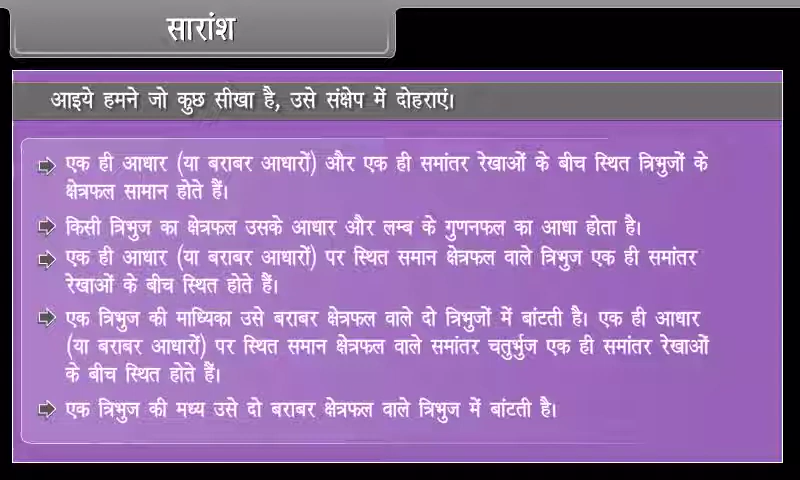 सारांश
आइये हमने जो कुछ सीखा है, उसे संक्षेप में दोहराएं।
एक ही आधार (या बराबर आधारों) और एक ही समांतर रेखाओं के बीच स्थित त्रिभुजों के
क्षेत्रफल सामान होते हैं।
किसी त्रिभुज का क्षेत्रफल उसके आधार और लम्ब के गुणनफल का आधा होता है।
एक ही आधार (या बराबर आधारों) पर स्थित समान क्षेत्रफल वाले त्रिभुज एक ही समांतर
रेखाओं के बीच स्थित होते हैं।
एक त्रिभुज की माध्यिका उसे बराबर क्षेत्रफल वाले दो त्रिभुजों में बांटती है। एक ही आधार
(या बराबर आधारों) पर स्थित समान क्षेत्रफल वाले समांतर चतुर्भुज एक ही समांतर रेखाओं
के बीच स्थित होते हैं।
एक त्रिभुज की मध्य उसे दो बराबर क्षेत्रफल वाले त्रिभुज में बांटती है।